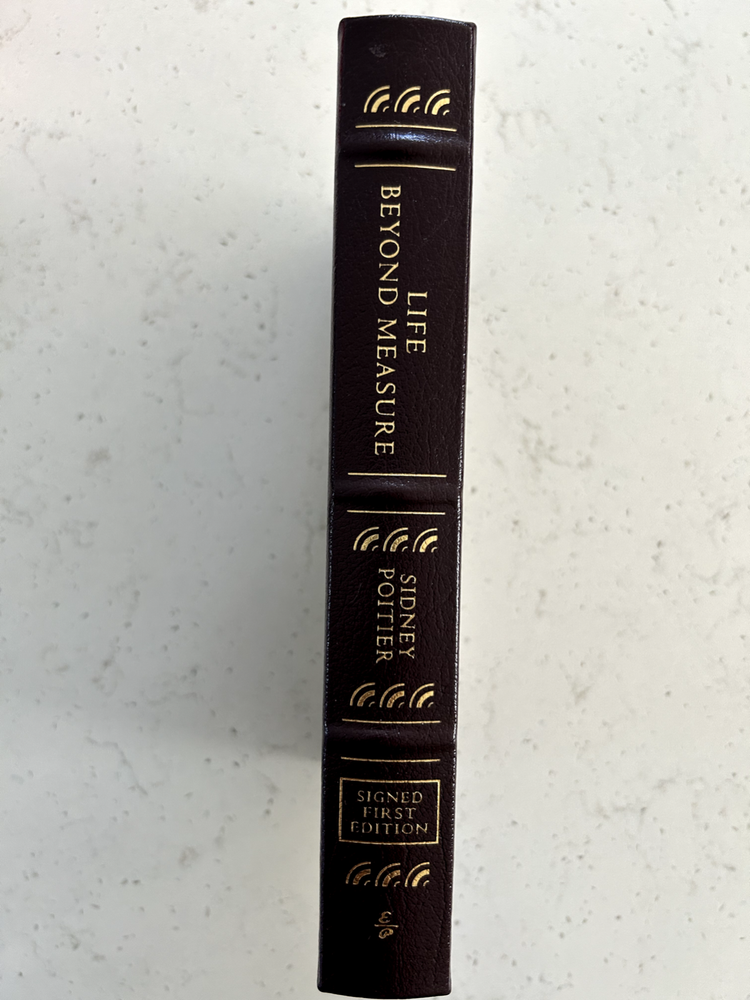 LIFE
BEYOND MEASURE
SIDNEY
POITIER
SIGNED
FIRST
EDITION